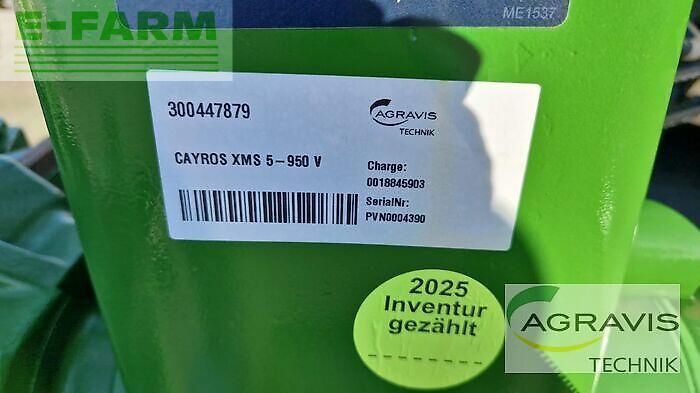 E-FARM
ME1537
300447879
AGRAVIS
TECHNIK
CAYROS XMS 5-950 V
Charge:
0018845903
SerialNr:
PVN0004390
2025
Inventur
gezählt
AGRAVIS
TECHNIK